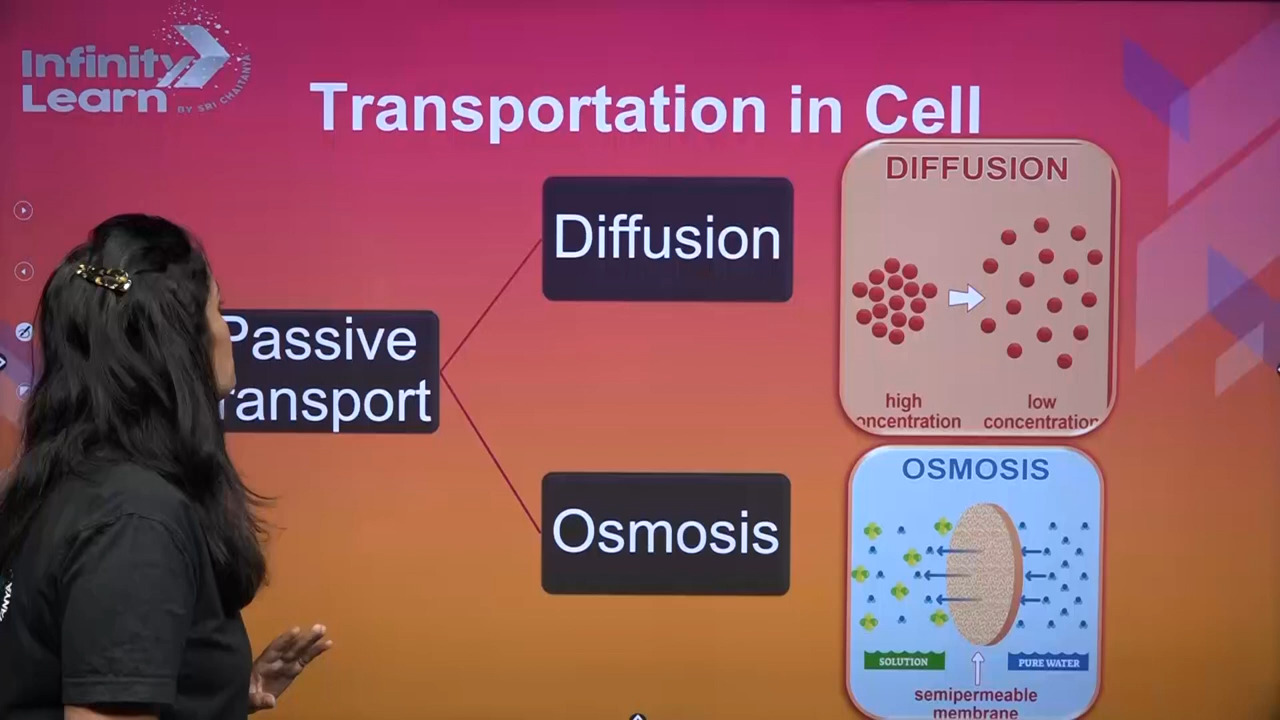 Infinity
Learn
BY SRI CHAITANYA
Transportation in Cell
Passive
ransport
Diffusion
Osmosis
DIFFUSION
high
oncentration
low
concentration
OSMOSIS
SOLUTION
PURE WATER
semipermeable
membrane